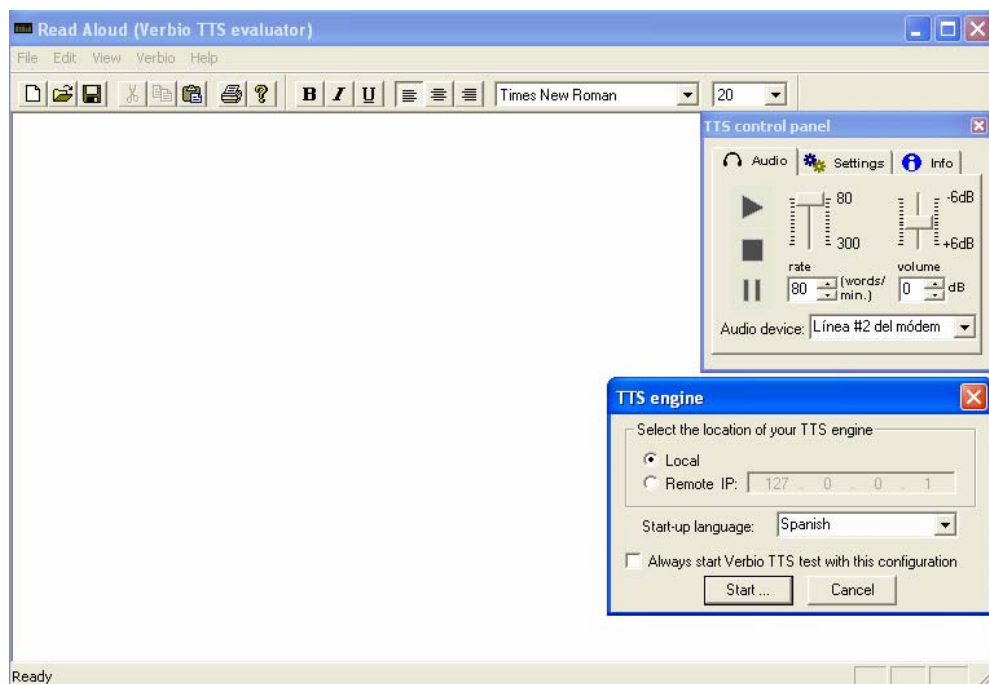 Read Aloud (Verbio TTS evaluator)
File Edit View Verbio Help
B I U Times New Roman 20
TTS control panel
Audio Settings Info
80 -6dB
300 +6dB
rate volume
80 (words/min.) 0 dB
Audio device: Línea #2 del módem
TTS engine
Select the location of your TTS engine
Local
Remote IP: 127 . 0 . 0 . 1
Start-up language: Spanish
Always start Verbio TTS test with this configuration
Start ... Cancel
Ready